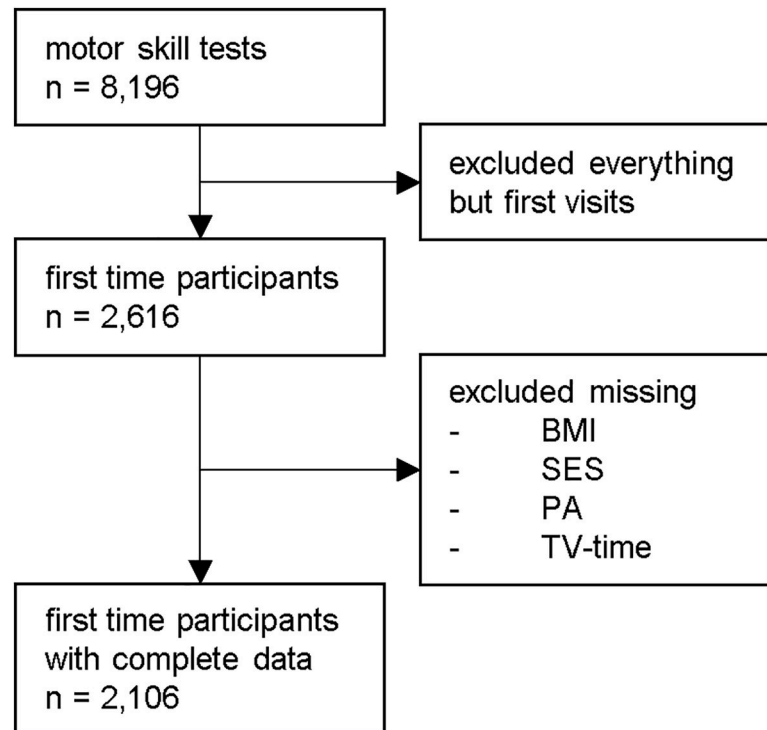 motor skill tests
n = 8,196
excluded everything
but first visits
first time participants
n = 2,616
excluded missing
- BMI
- SES
- PA
- TV-time
first time participants
with complete data
n = 2,106